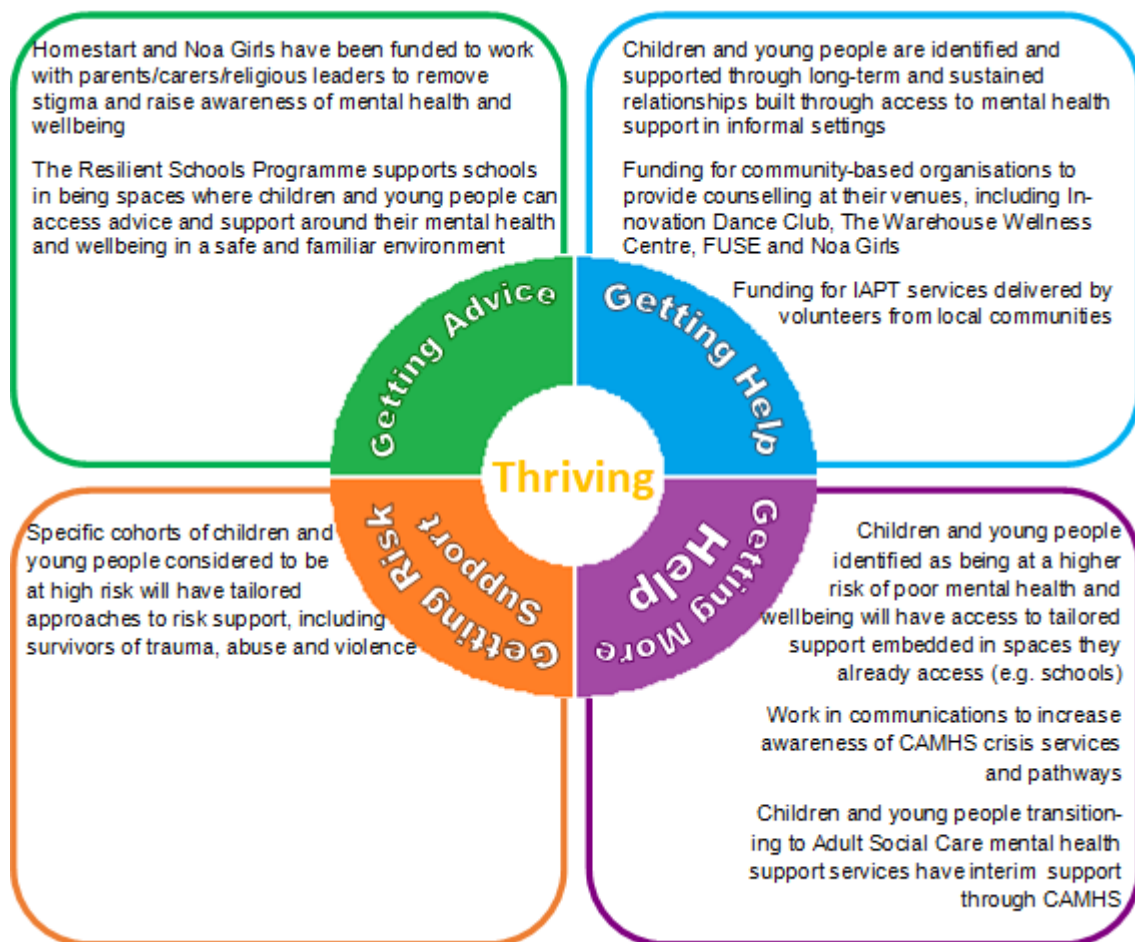 Homestart and Noa Girls have been funded to work
with parents/carers/religious leaders to remove
stigma and raise awareness of mental health and
wellbeing
The Resilient Schools Programme supports schools
in being spaces where children and young people can
access advice and support around their mental health
and wellbeing in a safe and familiar environment
Children and young people are identified and
supported through long-term and sustained
relationships built through access to mental health
support in informal settings
Funding for community-based organisations to
provide counselling at their venues, including In-
novation Dance Club, The Warehouse Wellness
Centre, FUSE and Noa Girls
Funding for IAPT services delivered by
volunteers from local communities
Getting Advice
Getting Help
Thriving
Getting Risk
Support
Getting More
Help
Specific cohorts of children and
young people considered to be
at high risk will have tailored
approaches to risk support, including
survivors of trauma, abuse and violence
Children and young people
identified as being at a higher
risk of poor mental health and
wellbeing will have access to tailored
support embedded in spaces they
already access (e.g. schools)
Work in communications to increase
awareness of CAMHS crisis services
and pathways
Children and young people transition-
ing to Adult Social Care mental health
support services have interim support
through CAMHS